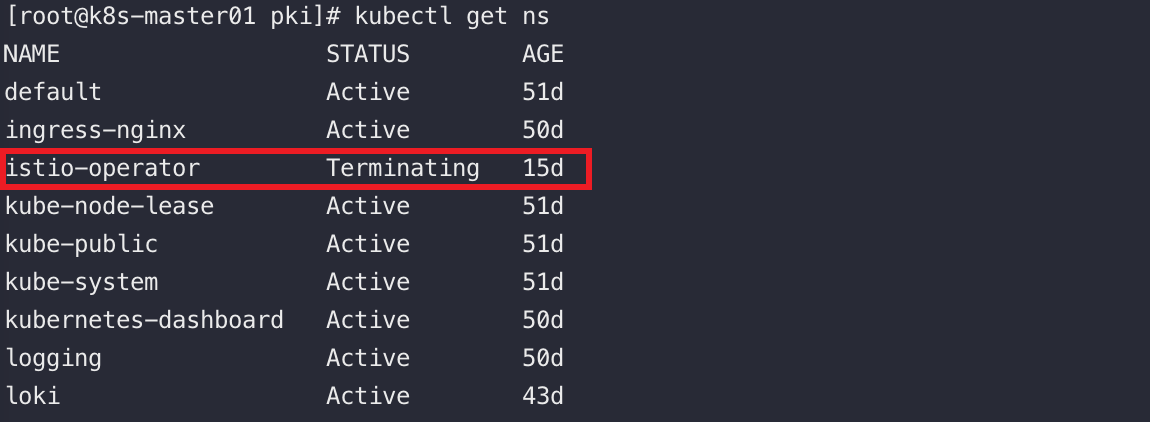 [root@k8s-master01 pki]# kubectl get ns
NAME STATUS AGE
default Active 51d
ingress-nginx Active 50d
istio-operator Terminating 15d
kube-node-lease Active 51d
kube-public Active 51d
kube-system Active 51d
kubernetes-dashboard Active 50d
logging Active 50d
loki Active 43d